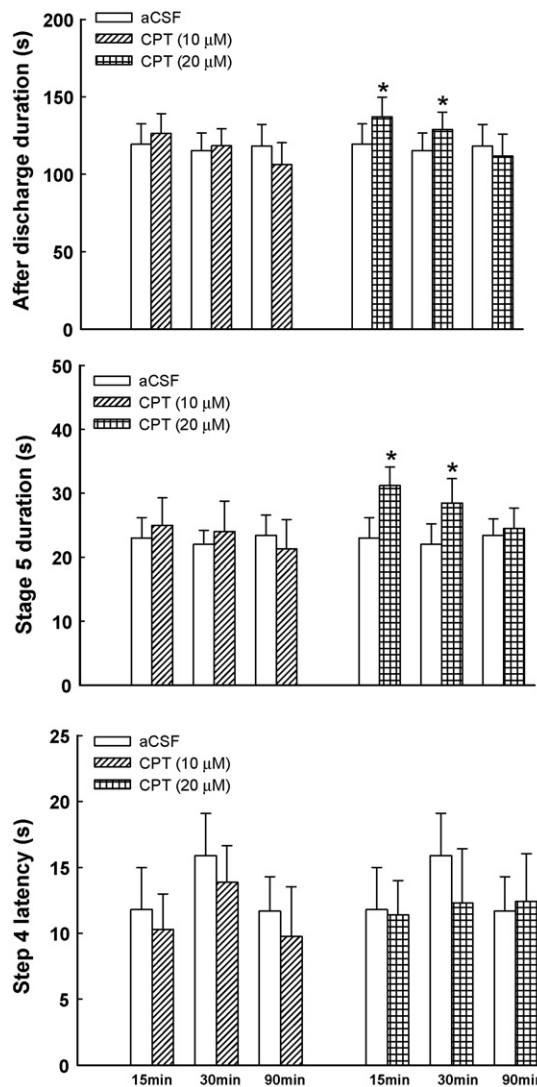 After discharge duration (s)
200
150
100
50
0
aCSF
CPT (10 μM)
CPT (20 μM)
* *
Stage 5 duration (s)
50
40
30
20
10
0
aCSF
CPT (10 μM)
CPT (20 μM)
* *
Step 4 latency (s)
25
20
15
10
5
0
aCSF
CPT (10 μM)
CPT (20 μM)
15min 30min 90min 15min 30min 90min